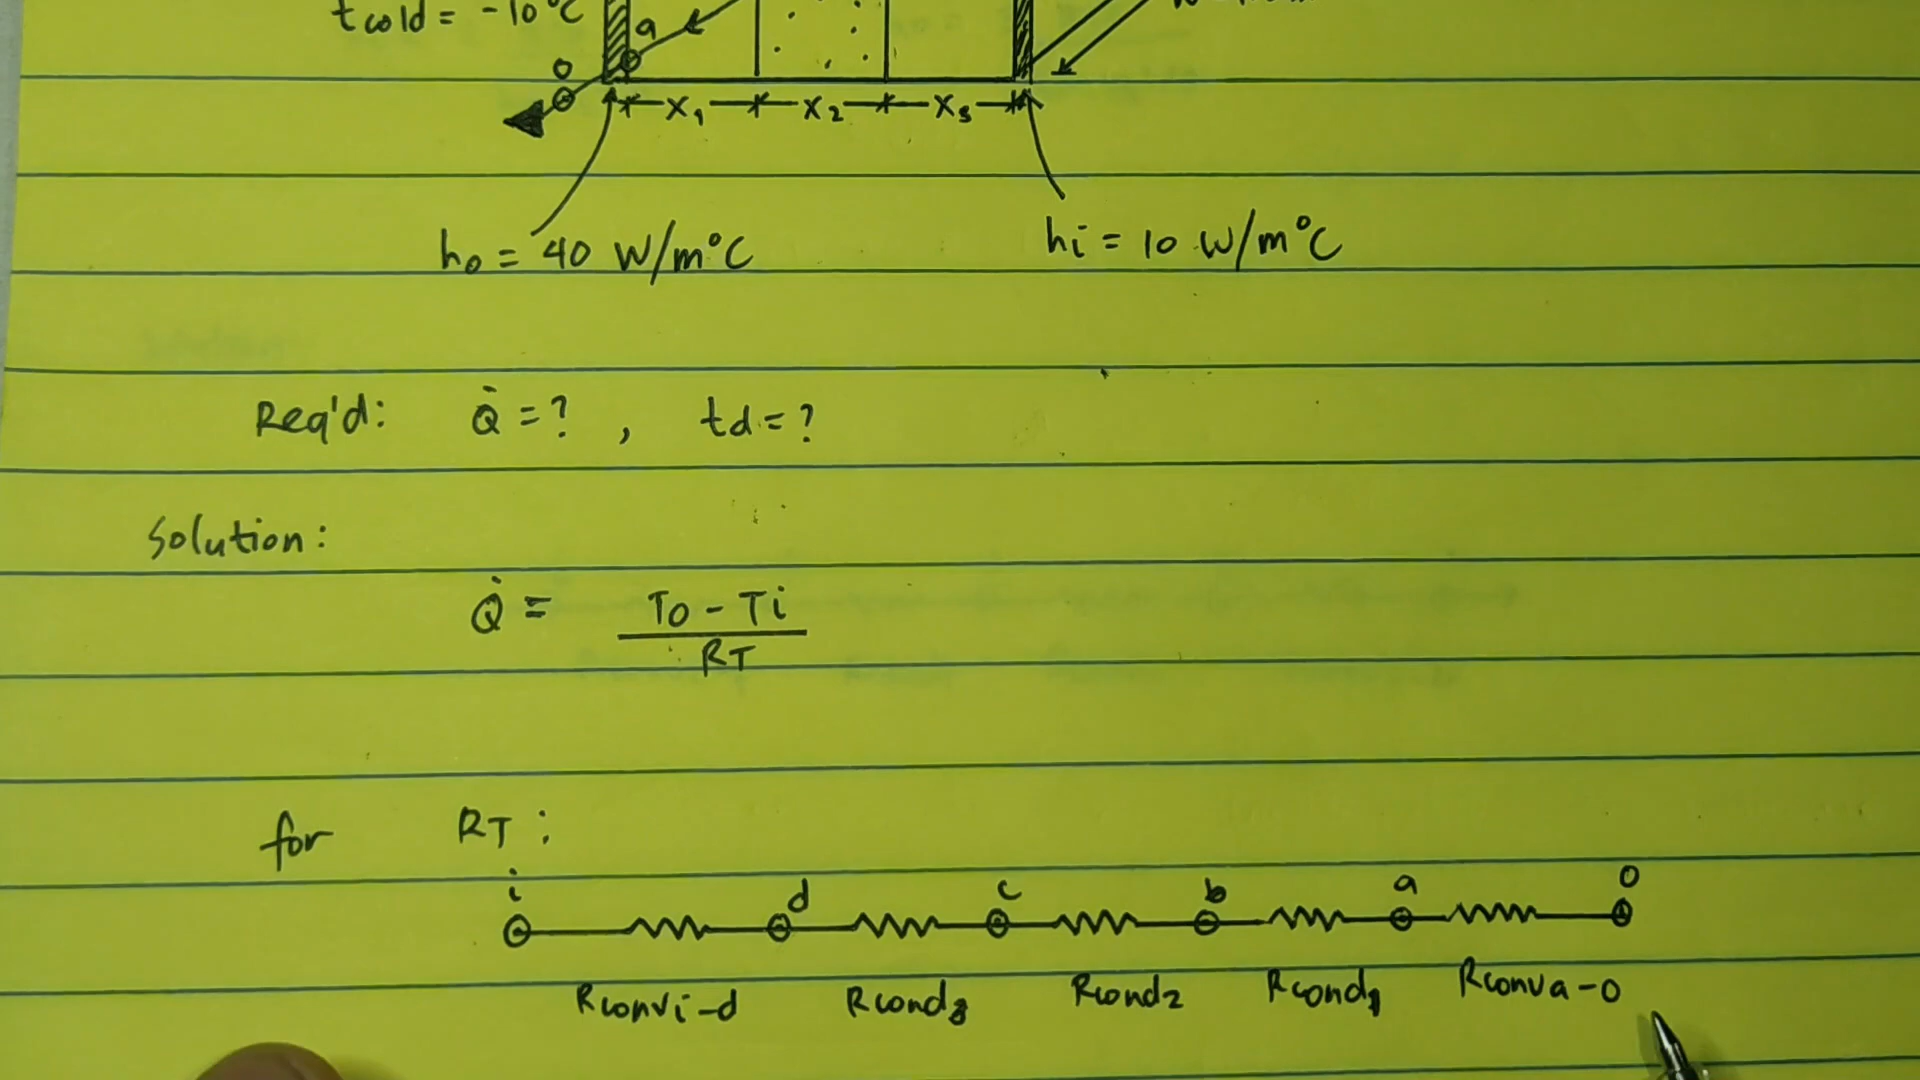 tcold = -10°C
a
o
x₁ x₂ x₃
ho = 40 W/m°C hi = 10 W/m°C
Req'd: Q̇ = ? , td = ?
Solution:
Q̇ = To - Ti
RT
for RT :
i d c b a o
Rconvi-d Rcond₃ Rcond₂ Rcond₁ Rconva-o